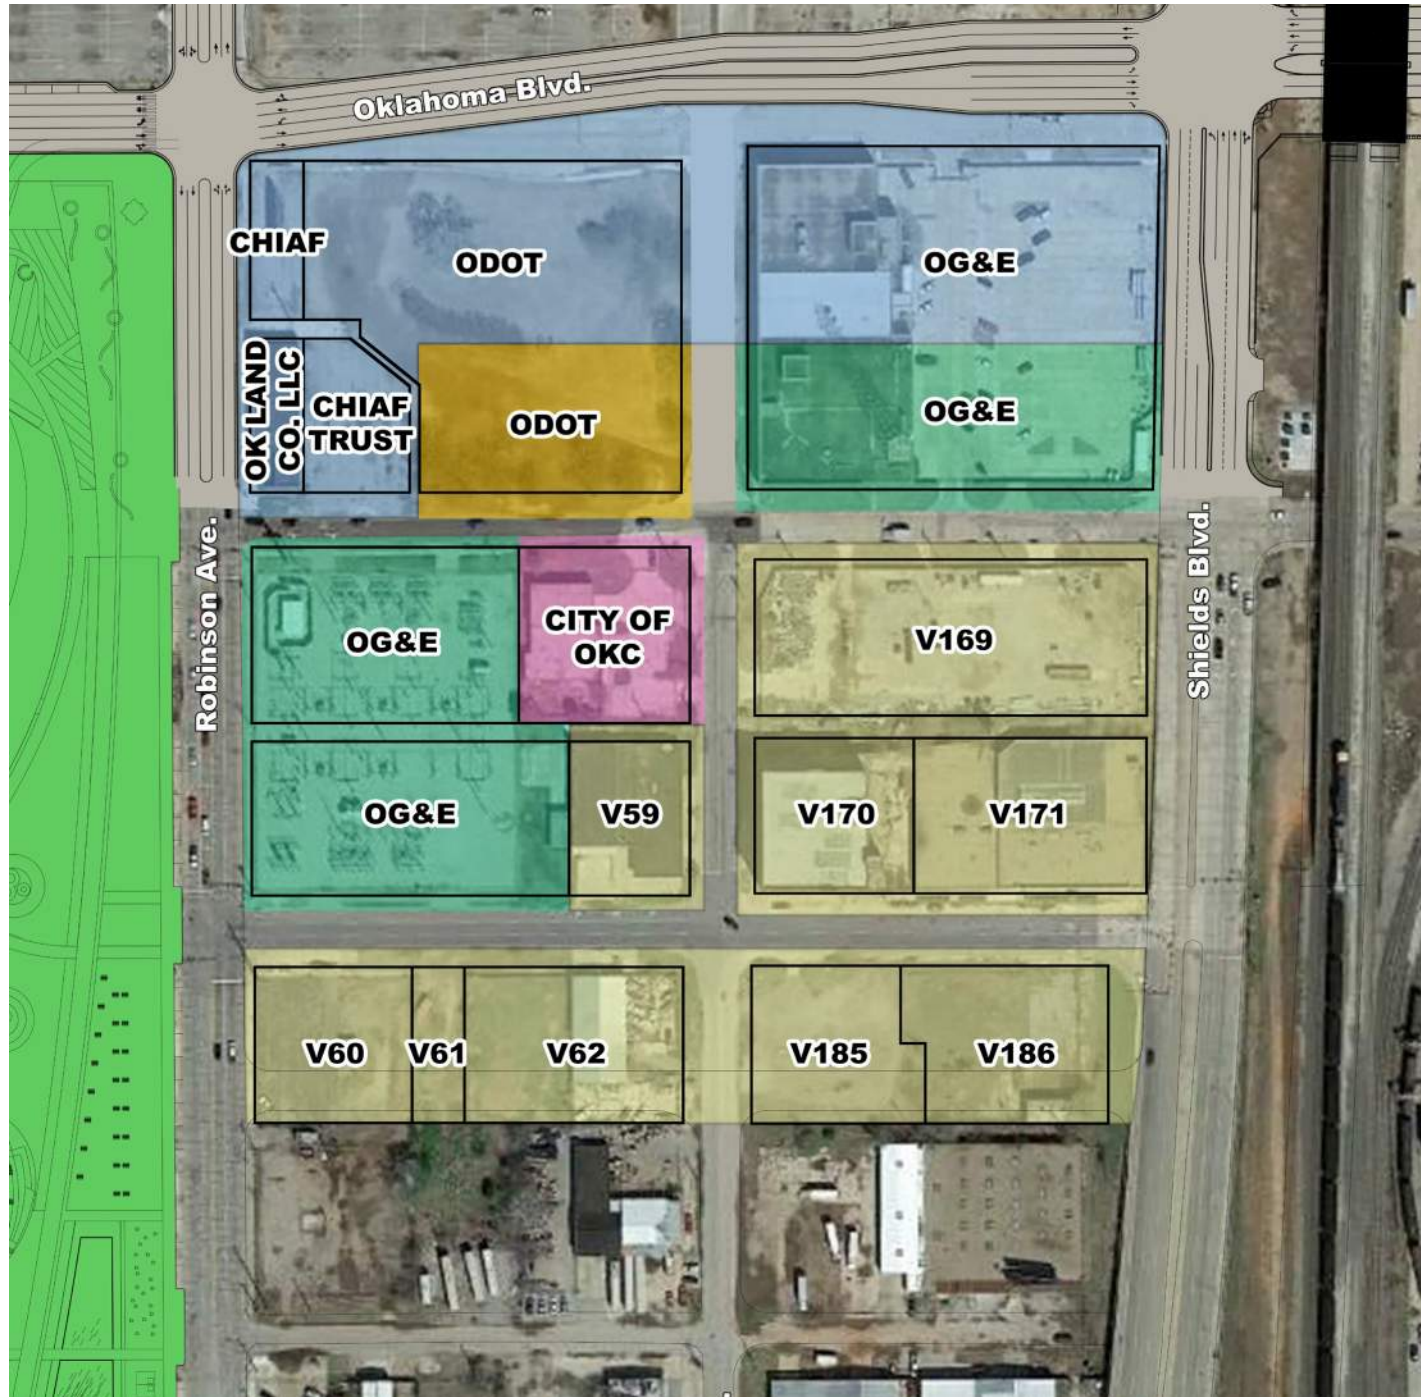 Oklahoma Blvd.
CHIAF
ODOT
OG&E
OK LAND
CO. LLC
CHIAF
TRUST
ODOT
OG&E
Robinson Ave.
Shields Blvd.
OG&E
CITY OF
OKC
V169
OG&E
V59
V170
V171
V60
V61
V62
V185
V186